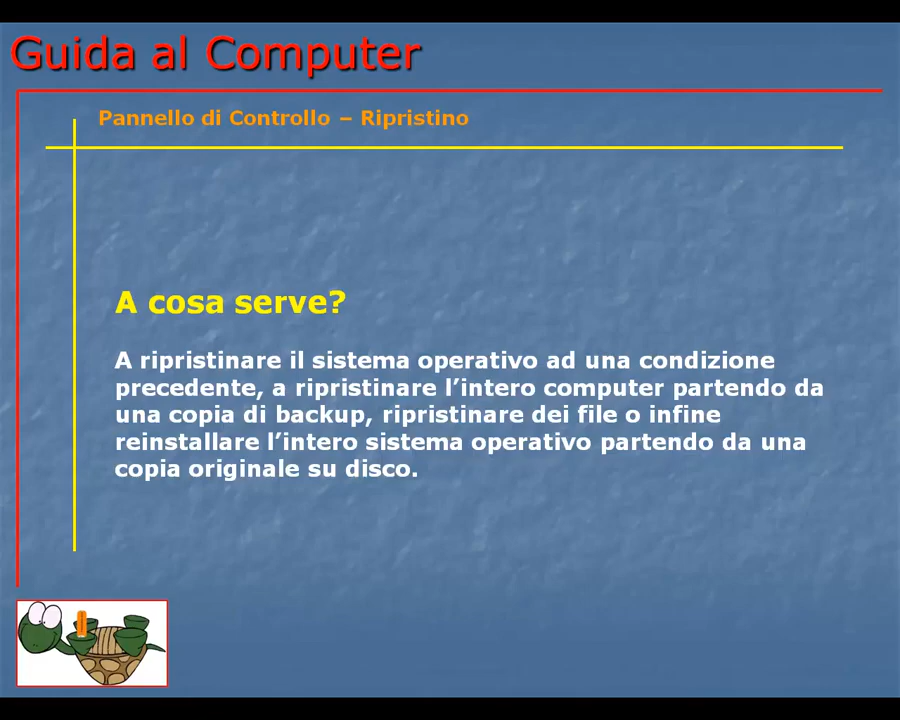 Guida al Computer
Pannello di Controllo – Ripristino
A cosa serve?
A ripristinare il sistema operativo ad una condizione
precedente, a ripristinare l’intero computer partendo da
una copia di backup, ripristinare dei file o infine
reinstallare l’intero sistema operativo partendo da una
copia originale su disco.